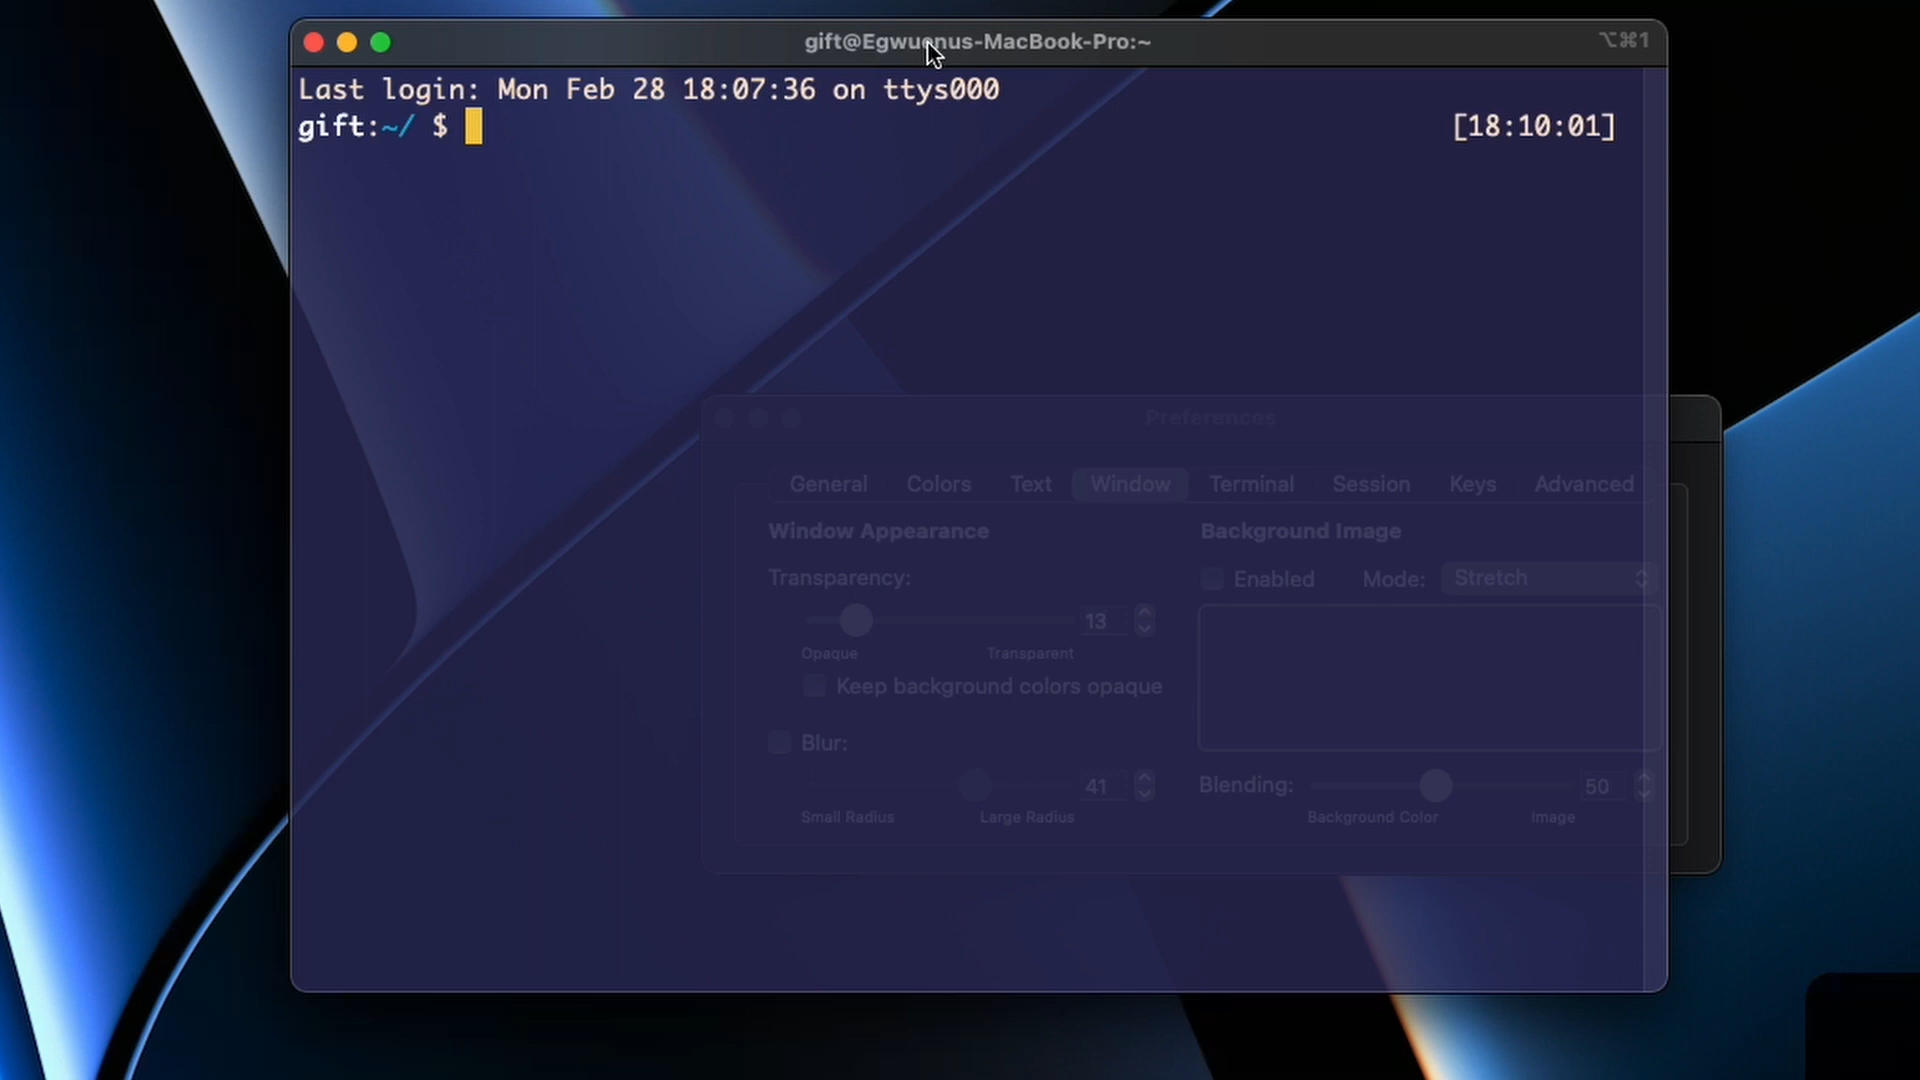 gift@Egwuenus-MacBook-Pro:~ ⌥⌘1
Last login: Mon Feb 28 18:07:36 on ttys000
gift:~/ $ [18:10:01]
Preferences
General Colors Text Window Terminal Session Keys Advanced
Window Appearance Background Image
Transparency: Enabled Mode: Stretch
13
Opaque Transparent
Keep background colors opaque
Blur:
41 Blending: 50
Small Radius Large Radius Background Color Image